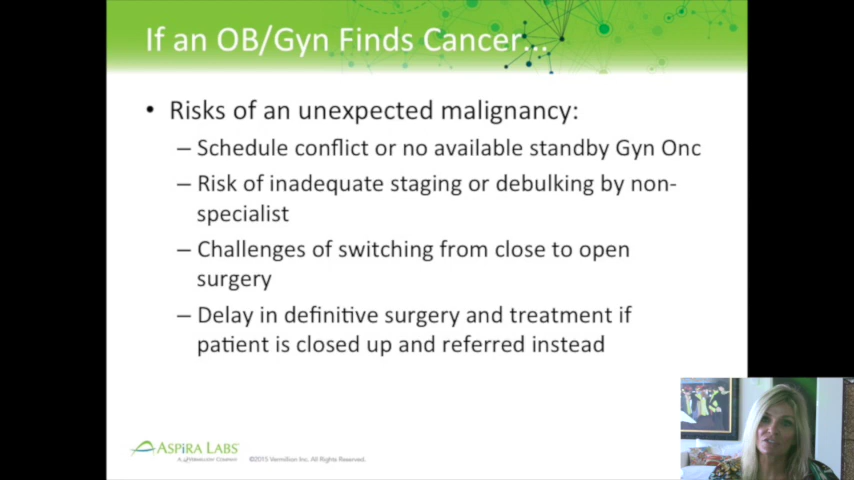 If an OB/Gyn Finds Cancer...
• Risks of an unexpected malignancy:
– Schedule conflict or no available standby Gyn Onc
– Risk of inadequate staging or debulking by non-
specialist
– Challenges of switching from close to open
surgery
– Delay in definitive surgery and treatment if
patient is closed up and referred instead
ASPiRA LABS
A Vermillion Company
©2015 Vermillion Inc. All Rights Reserved.